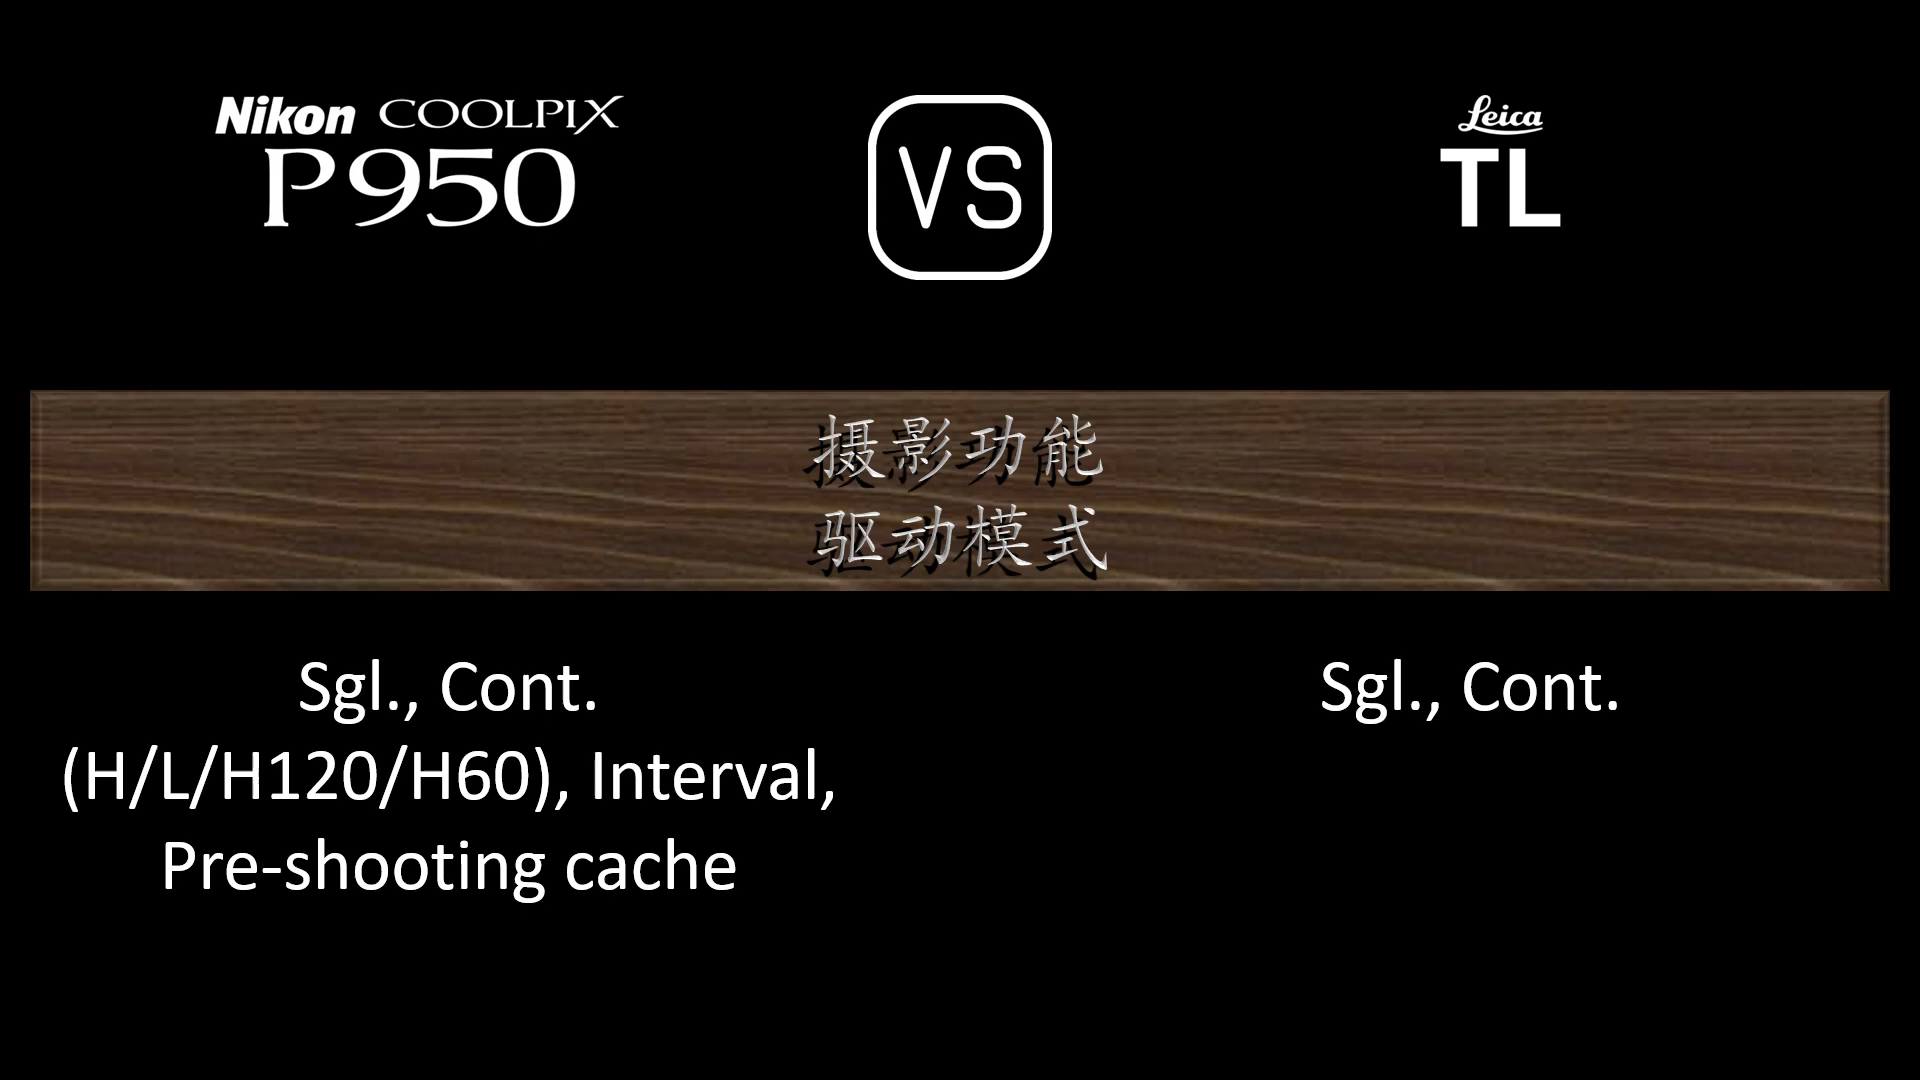 Nikon COOLPIX
P950
VS
Leica
TL
摄影功能
驱动模式
Sgl., Cont.
(H/L/H120/H60), Interval,
Pre-shooting cache
Sgl., Cont.